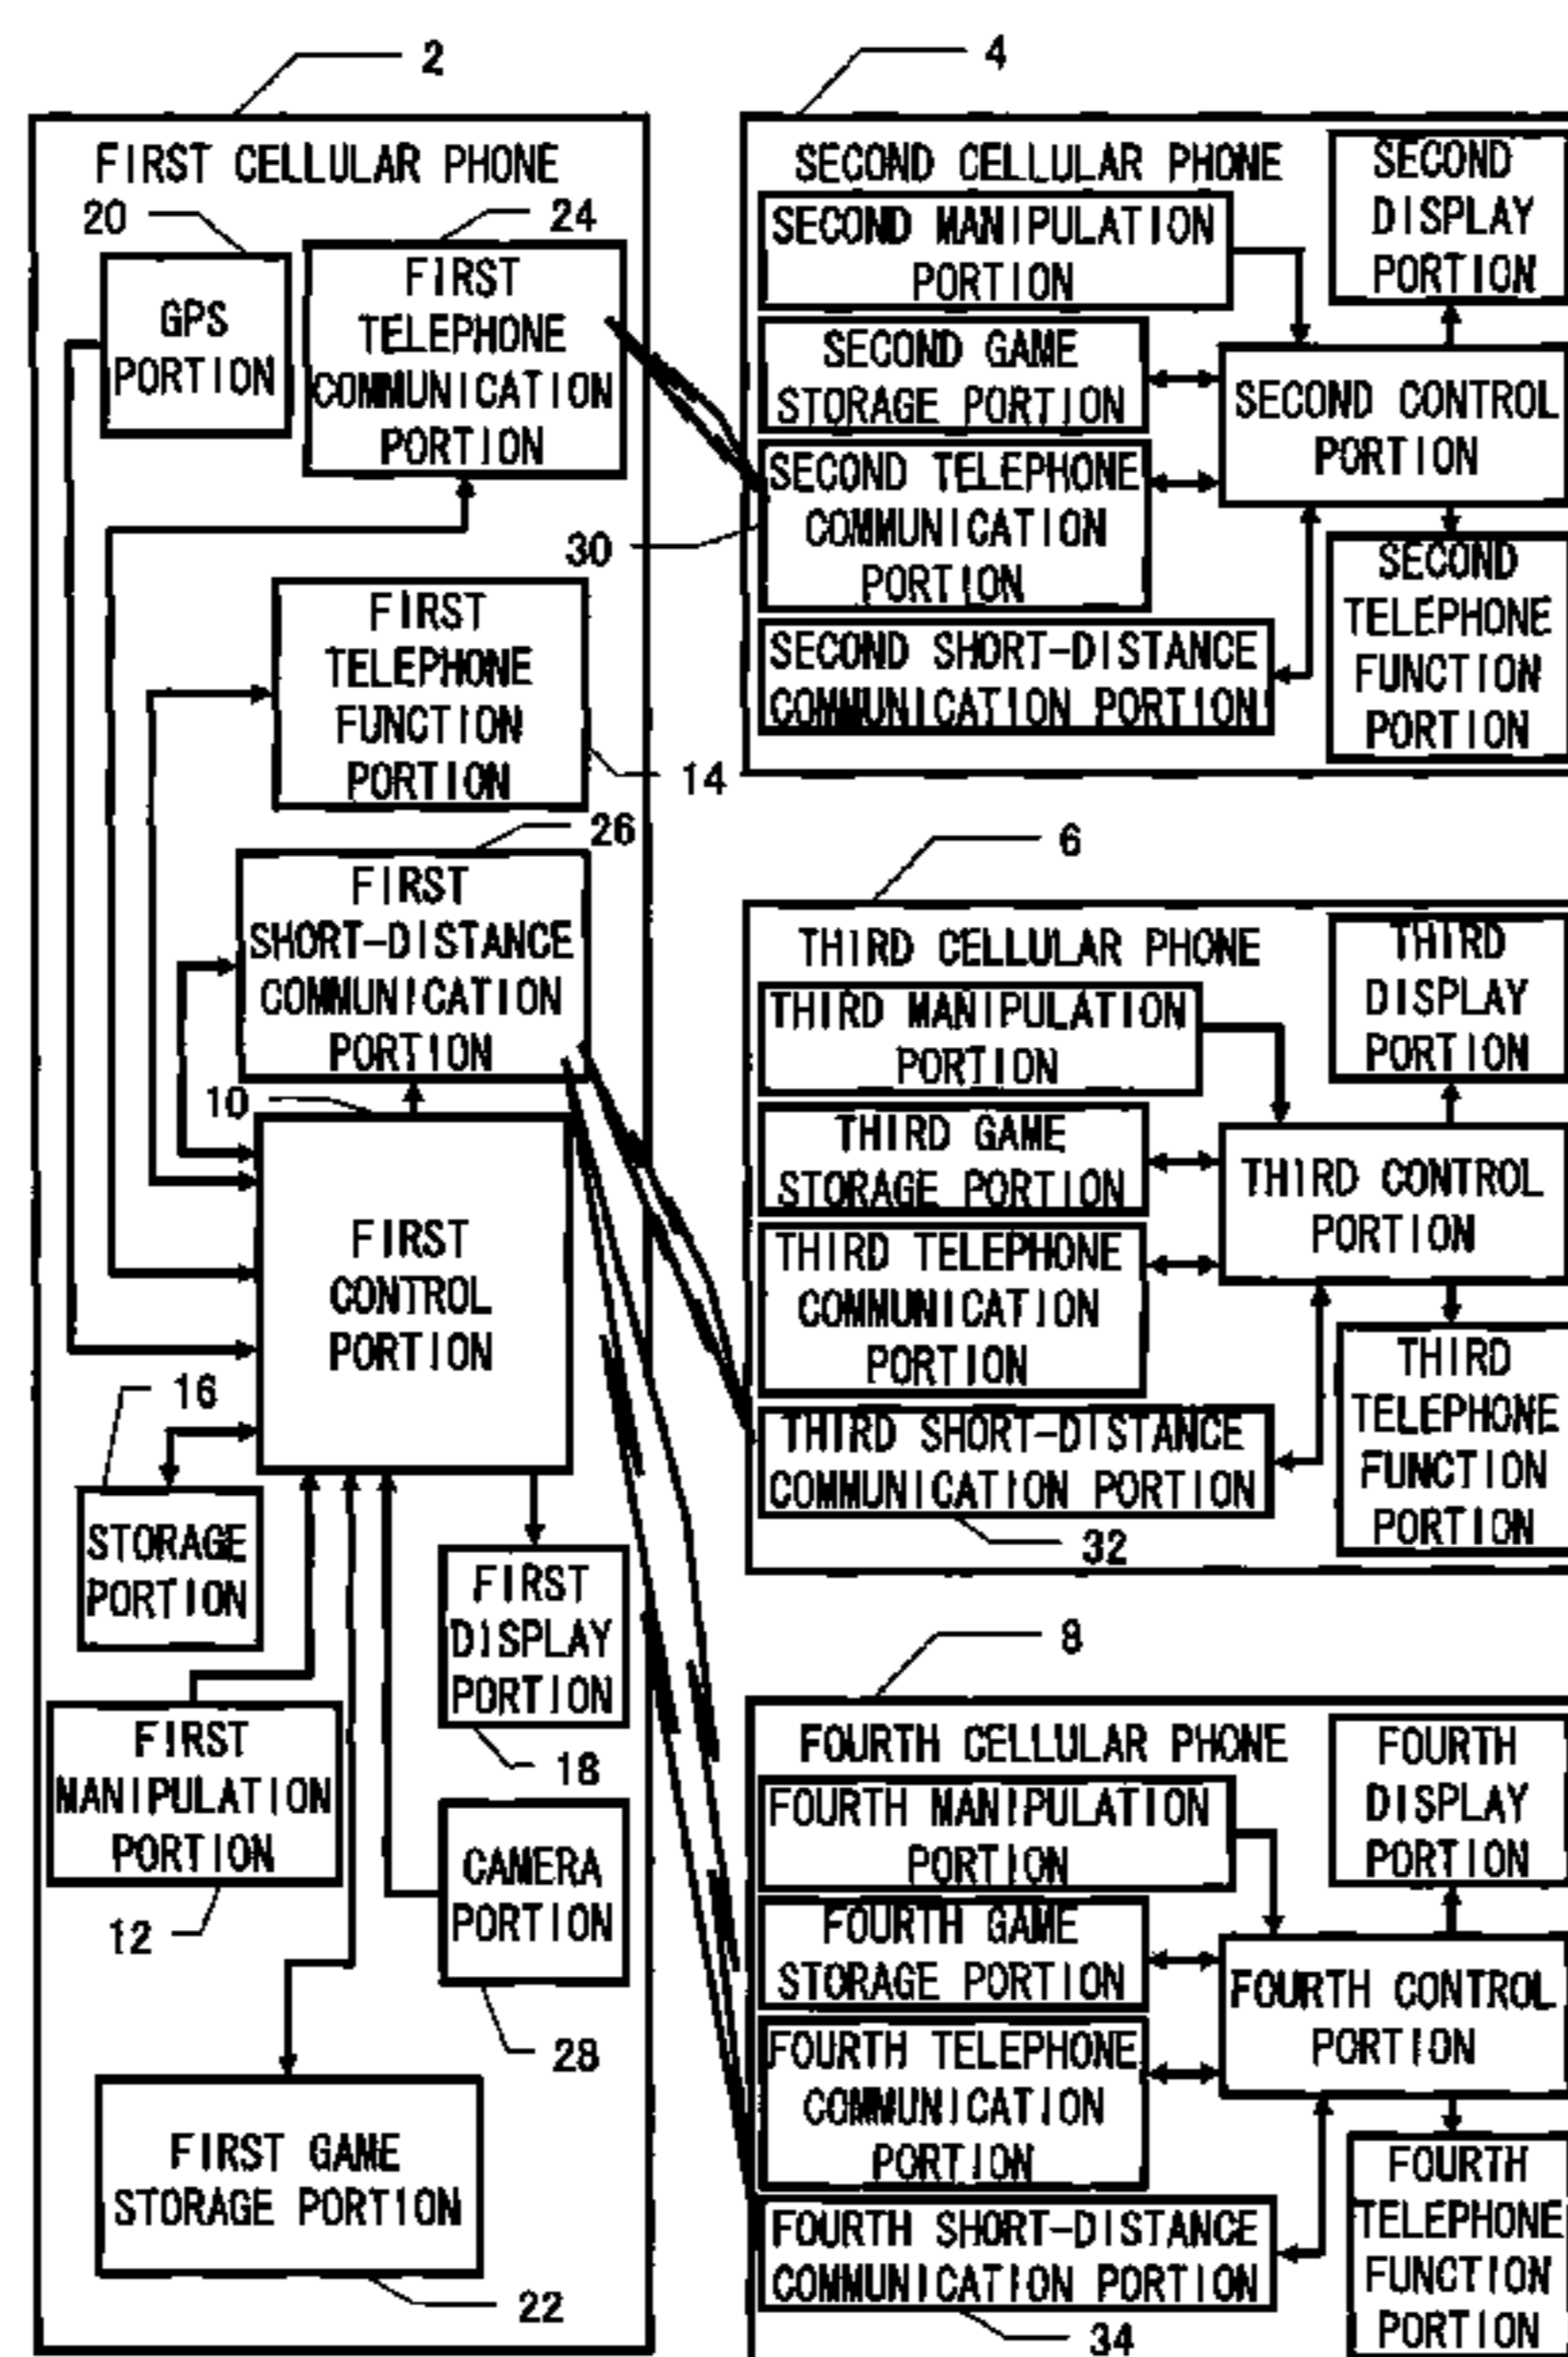 2
FIRST CELLULAR PHONE
20
24
GPS
PORTION
FIRST
TELEPHONE
COMMUNICATION
PORTION
FIRST
TELEPHONE
FUNCTION
PORTION
14
26
FIRST
SHORT-DISTANCE
COMMUNICATION
PORTION
10
FIRST
CONTROL
PORTION
16
STORAGE
PORTION
FIRST
DISPLAY
PORTION
18
FIRST
MANIPULATION
PORTION
12
CAMERA
PORTION
28
FIRST GAME
STORAGE PORTION
22
4
SECOND CELLULAR PHONE
SECOND
DISPLAY
PORTION
SECOND MANIPULATION
PORTION
SECOND GAME
STORAGE PORTION
SECOND CONTROL
PORTION
SECOND TELEPHONE
COMMUNICATION
PORTION
30
SECOND
TELEPHONE
FUNCTION
PORTION
SECOND SHORT-DISTANCE
COMMUNICATION PORTION
6
THIRD CELLULAR PHONE
THIRD
DISPLAY
PORTION
THIRD MANIPULATION
PORTION
THIRD GAME
STORAGE PORTION
THIRD CONTROL
PORTION
THIRD TELEPHONE
COMMUNICATION
PORTION
THIRD
TELEPHONE
FUNCTION
PORTION
THIRD SHORT-DISTANCE
COMMUNICATION PORTION
32
8
FOURTH CELLULAR PHONE
FOURTH
DISPLAY
PORTION
FOURTH MANIPULATION
PORTION
FOURTH GAME
STORAGE PORTION
FOURTH CONTROL
PORTION
FOURTH TELEPHONE
COMMUNICATION
PORTION
FOURTH
TELEPHONE
FUNCTION
PORTION
FOURTH SHORT-DISTANCE
COMMUNICATION PORTION
34